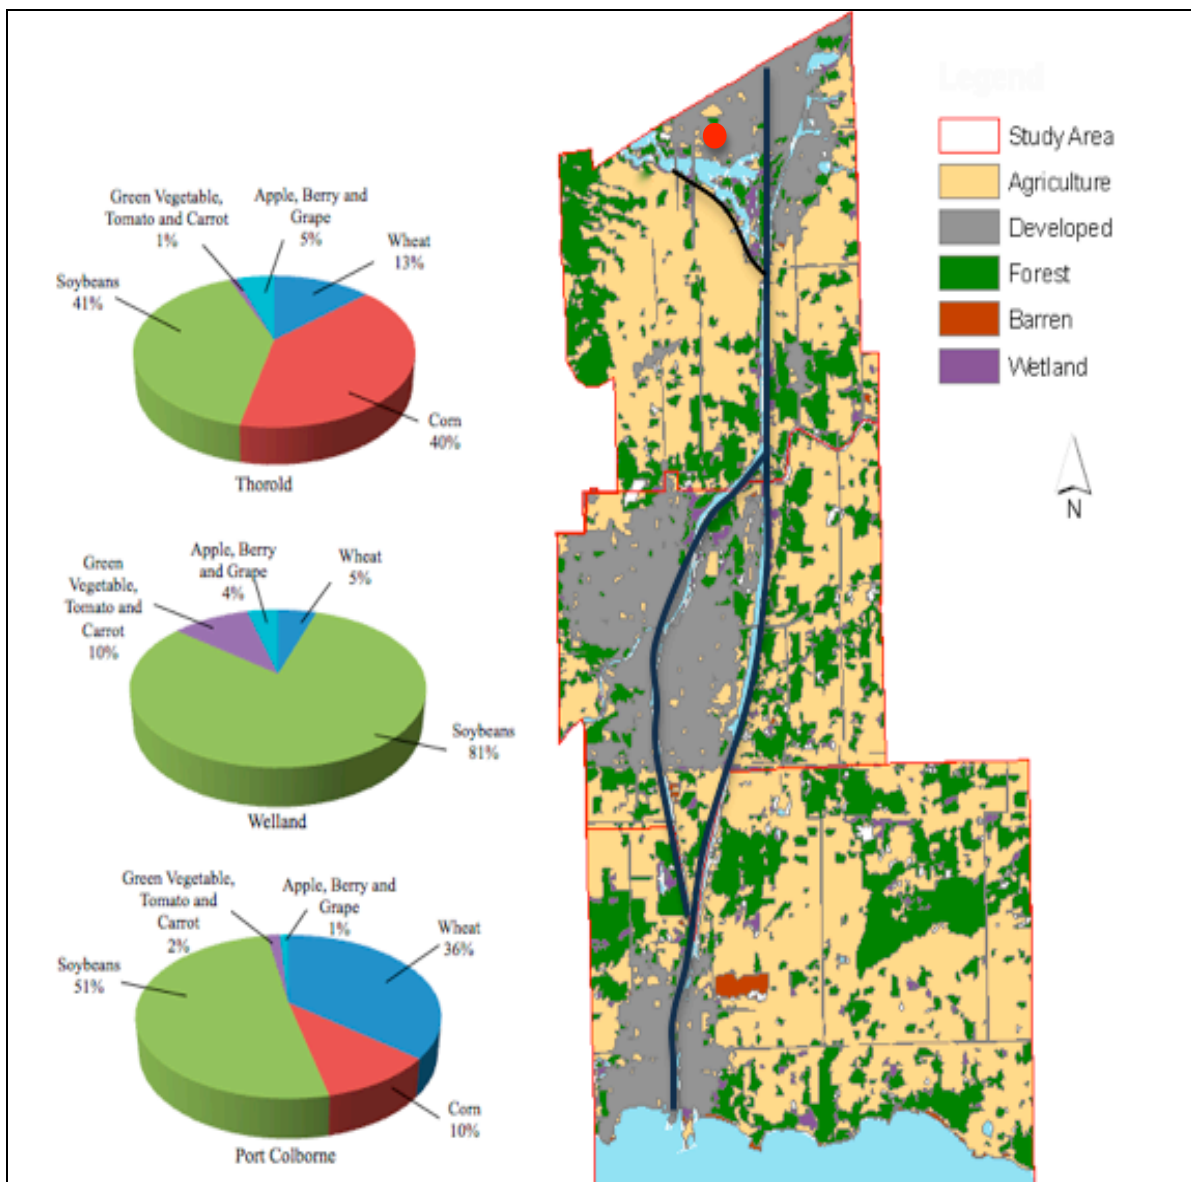 Green Vegetable,
Tomato and Carrot
1%
Apple, Berry and
Grape
5%
Wheat
13%
Soybeans
41%
Corn
40%
Thorold
Green
Vegetable,
Tomato and
Carrot
10%
Apple, Berry
and Grape
4%
Wheat
5%
Soybeans
81%
Welland
Green Vegetable,
Tomato and
Carrot
2%
Apple, Berry and
Grape
1%
Wheat
36%
Soybeans
51%
Corn
10%
Port Colborne
Legend
Study Area
Agriculture
Developed
Forest
Barren
Wetland
N